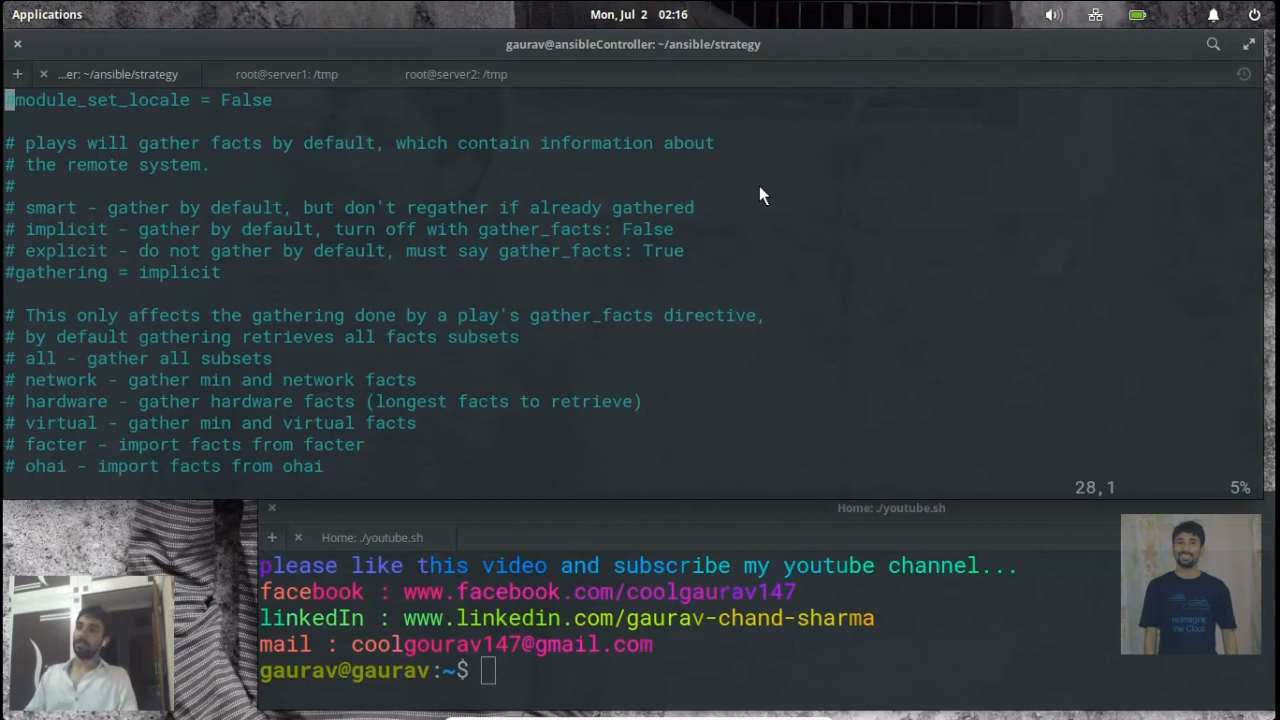 Applications
Mon, Jul 2 02:16
gaurav@ansibleController: ~/ansible/strategy
...er: ~/ansible/strategy
root@server1: /tmp
root@server2: /tmp
#module_set_locale = False
# plays will gather facts by default, which contain information about
# the remote system.
#
# smart - gather by default, but don't regather if already gathered
# implicit - gather by default, turn off with gather_facts: False
# explicit - do not gather by default, must say gather_facts: True
#gathering = implicit
# This only affects the gathering done by a play's gather_facts directive,
# by default gathering retrieves all facts subsets
# all - gather all subsets
# network - gather min and network facts
# hardware - gather hardware facts (longest facts to retrieve)
# virtual - gather min and virtual facts
# facter - import facts from facter
# ohai - import facts from ohai
28,1 5%
Home: ./youtube.sh
Home: ./youtube.sh
please like this video and subscribe my youtube channel...
facebook : www.facebook.com/coolgaurav147
linkedIn : www.linkedin.com/gaurav-chand-sharma
mail : coolgourav147@gmail.com
gaurav@gaurav:~$
reimagine
the Cloud